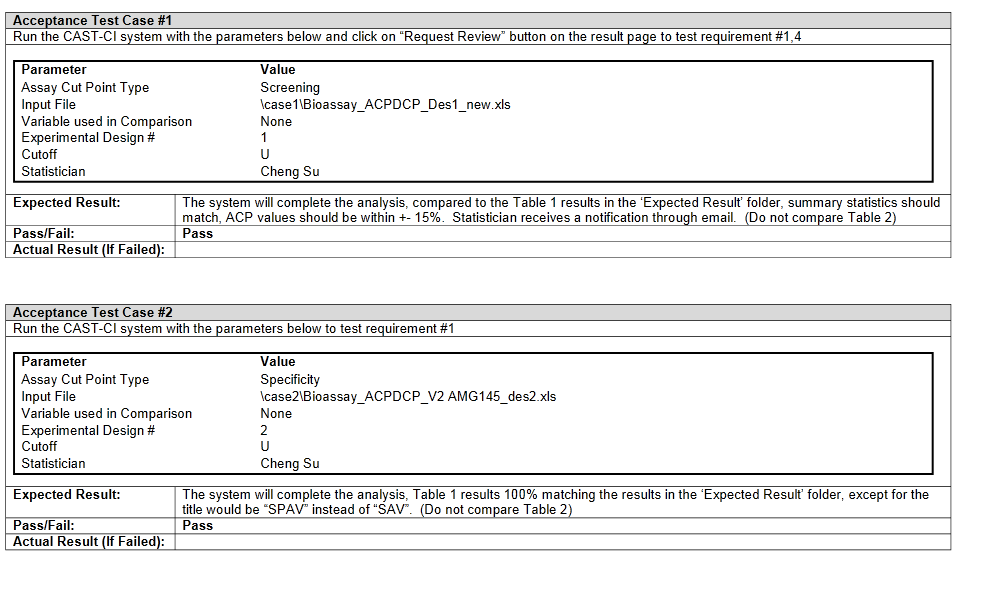 Acceptance Test Case #1
Run the CAST-CI system with the parameters below and click on “Request Review” button on the result page to test requirement #1,4
Parameter Value
Assay Cut Point Type Screening
Input File \case1\Bioassay_ACPDCP_Des1_new.xls
Variable used in Comparison None
Experimental Design # 1
Cutoff U
Statistician Cheng Su
Expected Result: The system will complete the analysis, compared to the Table 1 results in the ‘Expected Result’ folder, summary statistics should
match, ACP values should be within +- 15%. Statistician receives a notification through email. (Do not compare Table 2)
Pass/Fail: Pass
Actual Result (If Failed):
Acceptance Test Case #2
Run the CAST-CI system with the parameters below to test requirement #1
Parameter Value
Assay Cut Point Type Specificity
Input File \case2\Bioassay_ACPDCP_V2 AMG145_des2.xls
Variable used in Comparison None
Experimental Design # 2
Cutoff U
Statistician Cheng Su
Expected Result: The system will complete the analysis, Table 1 results 100% matching the results in the ‘Expected Result’ folder, except for the
title would be “SPAV” instead of “SAV”. (Do not compare Table 2)
Pass/Fail: Pass
Actual Result (If Failed):